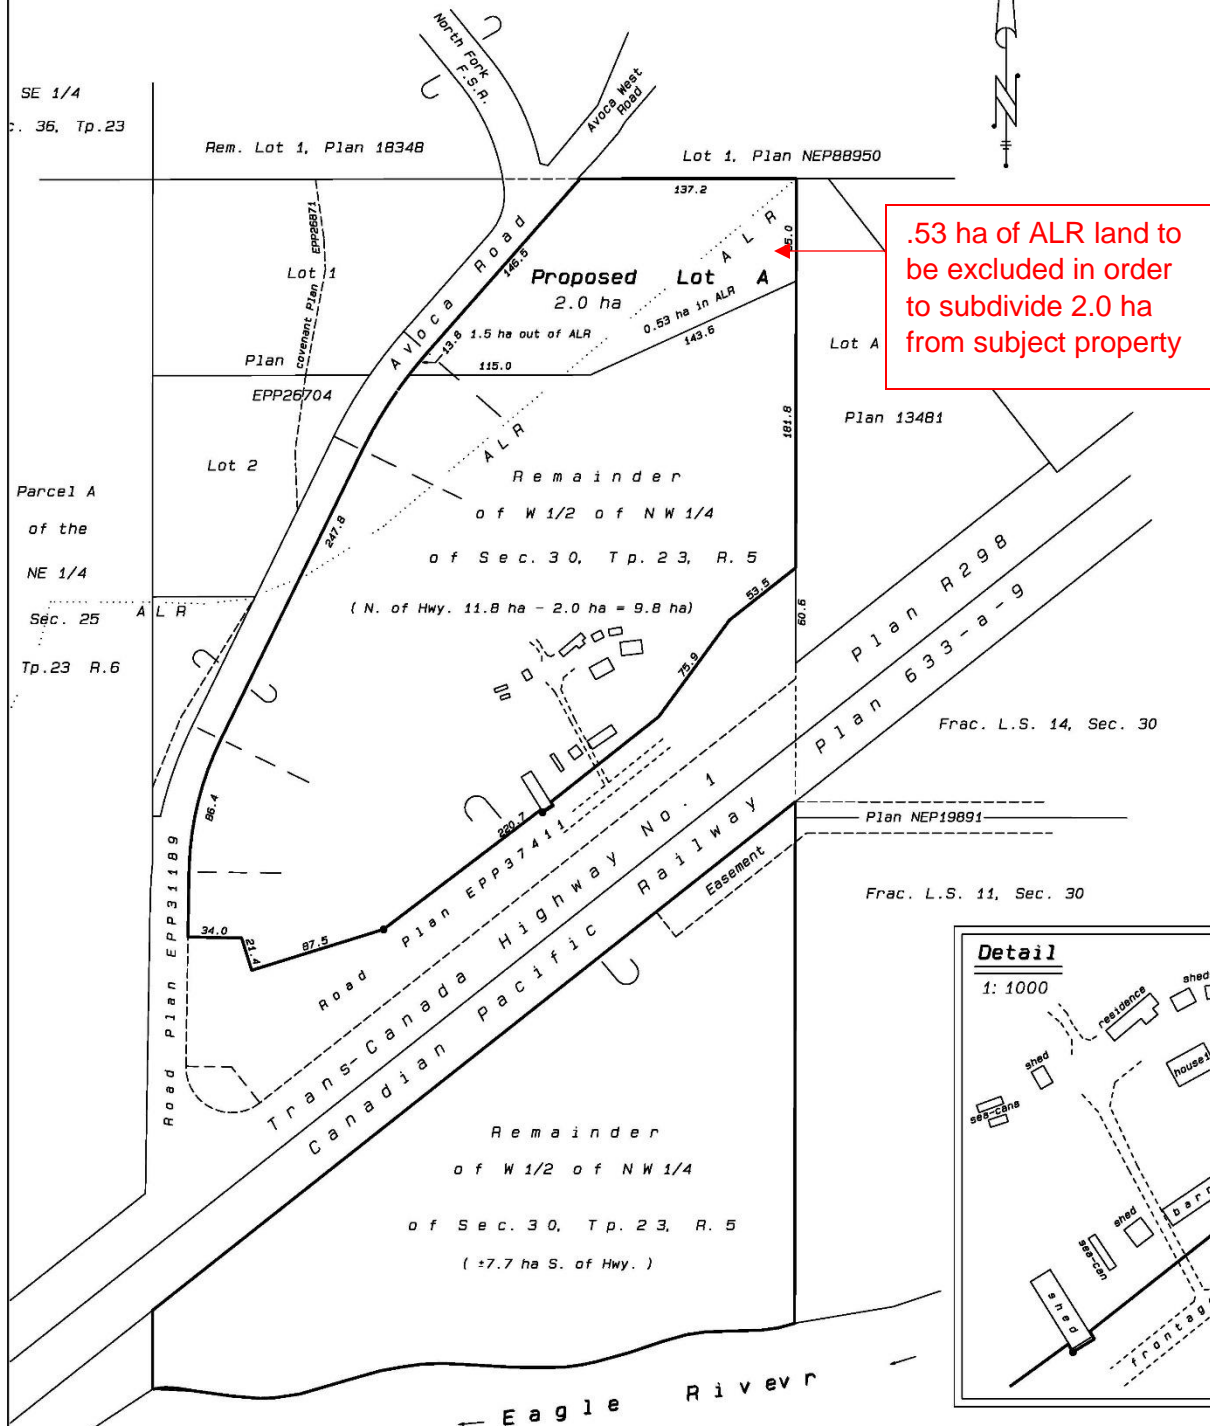 North Fork
F.S.R.
Avoca West
Road
SE 1/4
c. 36, Tp.23
Rem. Lot 1, Plan 18348
Lot 1, Plan NEP88950
137.2
.53 ha of ALR land to
be excluded in order
to subdivide 2.0 ha
from subject property
ALR
Covenant Plan EPP26871
Lot 1
Avoca Road
146.5
Proposed Lot A
2.0 ha
0.53 ha in ALR
1.5 ha out of ALR
13.8
143.6
115.0
Plan
EPP26704
Lot A
Plan 13481
181.8
ALR
Lot 2
Remainder
of W 1/2 of NW 1/4
of Sec. 30, Tp. 23, R. 5
( N. of Hwy. 11.8 ha - 2.0 ha = 9.8 ha)
247.8
Parcel A
of the
NE 1/4
Sec. 25
Tp.23 R.6
ALR
53.5
60.6
75.9
Plan R298
Plan 633-a-9
Frac. L.S. 14, Sec. 30
86.4
220.7
Plan NEP19891
Easement
Frac. L.S. 11, Sec. 30
34.0
21.4
87.5
Road Plan EPP37411
Road Plan EPP31189
Trans-Canada Highway No. 1
Canadian Pacific Railway
Remainder
of W 1/2 of NW 1/4
of Sec. 30, Tp. 23, R. 5
( ±7.7 ha S. of Hwy. )
Eagle Rivevr
Detail
1: 1000
residence
shed
shed
house
sea-cans
shed
barn
sea-can
shed
frontag